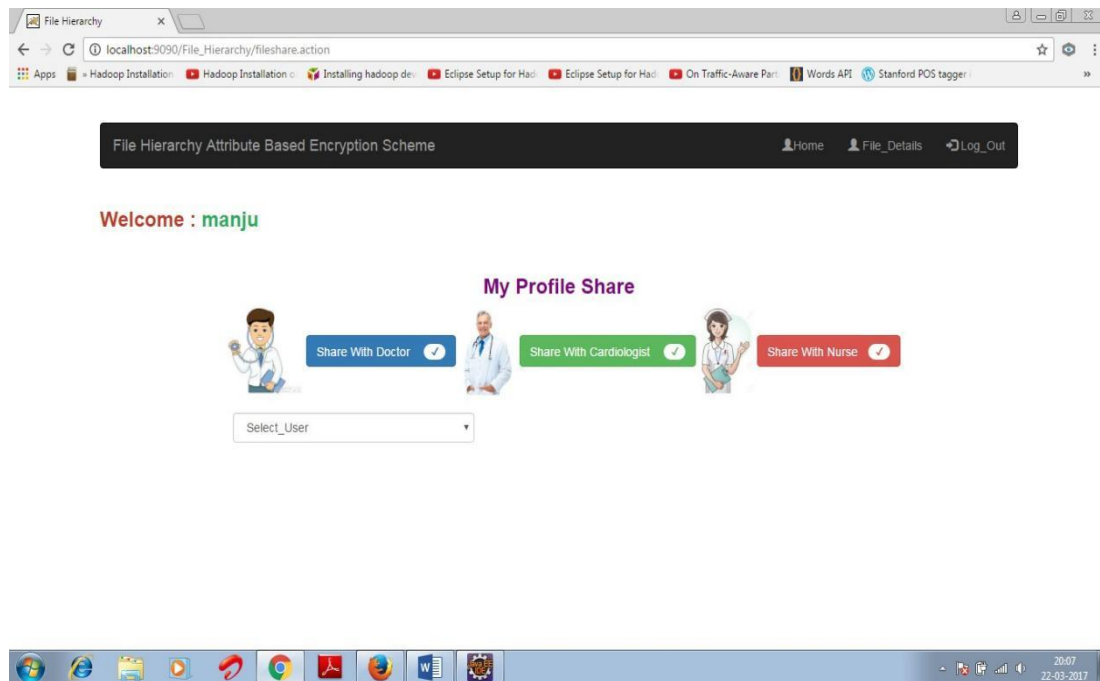 File Hierarchy
localhost:9090/File_Hierarchy/fileshare.action
Apps » Hadoop Installation Hadoop Installation o Installing hadoop dev Eclipse Setup for Had Eclipse Setup for Had On Traffic-Aware Part Words API Stanford POS tagger »
File Hierarchy Attribute Based Encryption Scheme Home File_Details Log_Out
Welcome : manju
My Profile Share
Share With Doctor Share With Cardiologist Share With Nurse
Select_User
20:07
22-03-2017